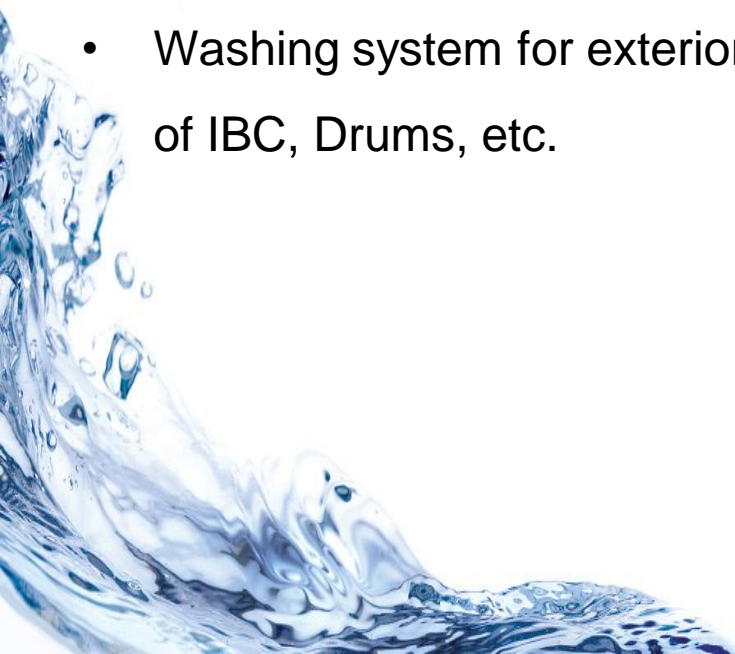 • Washing system for exterior
of IBC, Drums, etc.